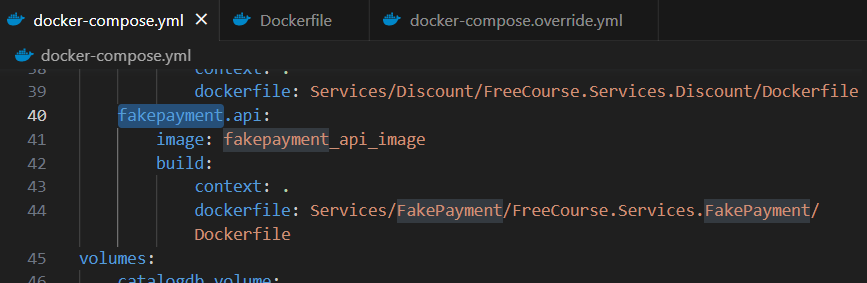 docker-compose.yml Dockerfile docker-compose.override.yml
docker-compose.yml
38 context: .
39 dockerfile: Services/Discount/FreeCourse.Services.Discount/Dockerfile
40 fakepayment.api:
41 image: fakepayment_api_image
42 build:
43 context: .
44 dockerfile: Services/FakePayment/FreeCourse.Services.FakePayment/
Dockerfile
45 volumes:
46 catalogdb_volume: